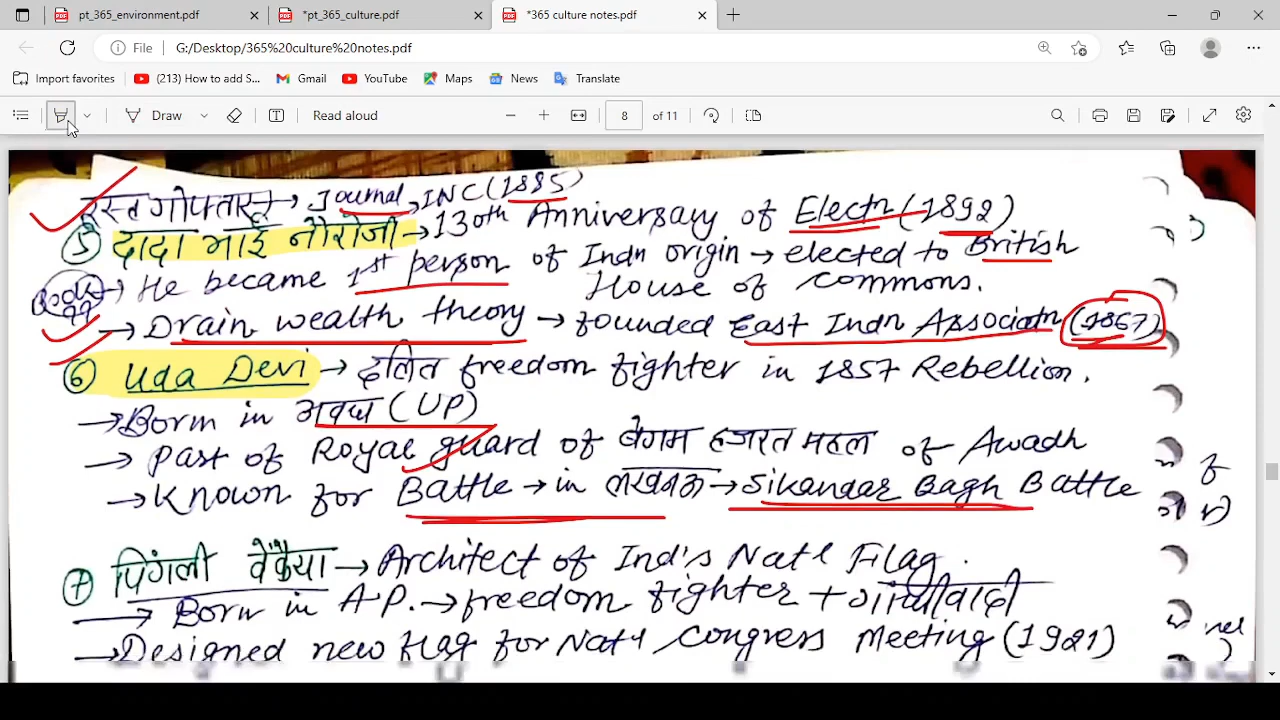 pt_365_environment.pdf
*pt_365_culture.pdf
*365 culture notes.pdf
File G:/Desktop/365%20culture%20notes.pdf
Import favorites (213) How to add S... Gmail YouTube Maps News Translate
Draw Read aloud 8 of 11
रस्त गोफ्तार → Journal, INC (1885)
5 दादा भाई नौरोजी → 130th Anniversary of Electn (1892)
→ He became 1st person of Indn origin → elected to British
House of Commons.
→ Drain wealth theory → founded East Indn Associatn (1867)
6 Uda Devi → दलित freedom fighter in 1857 Rebellion.
→ Born in अवध (UP)
→ Part of Royal guard of बेगम हजरत महल of Awadh
→ Known for Battle → in लखनऊ → Sikandar Bagh Battle
7 पिंगली वेंकैया → Architect of Ind's Natl Flag.
→ Born in A.P. → freedom fighter + गांधीवादी
→ Designed new flag for Natl Congress Meeting (1921)